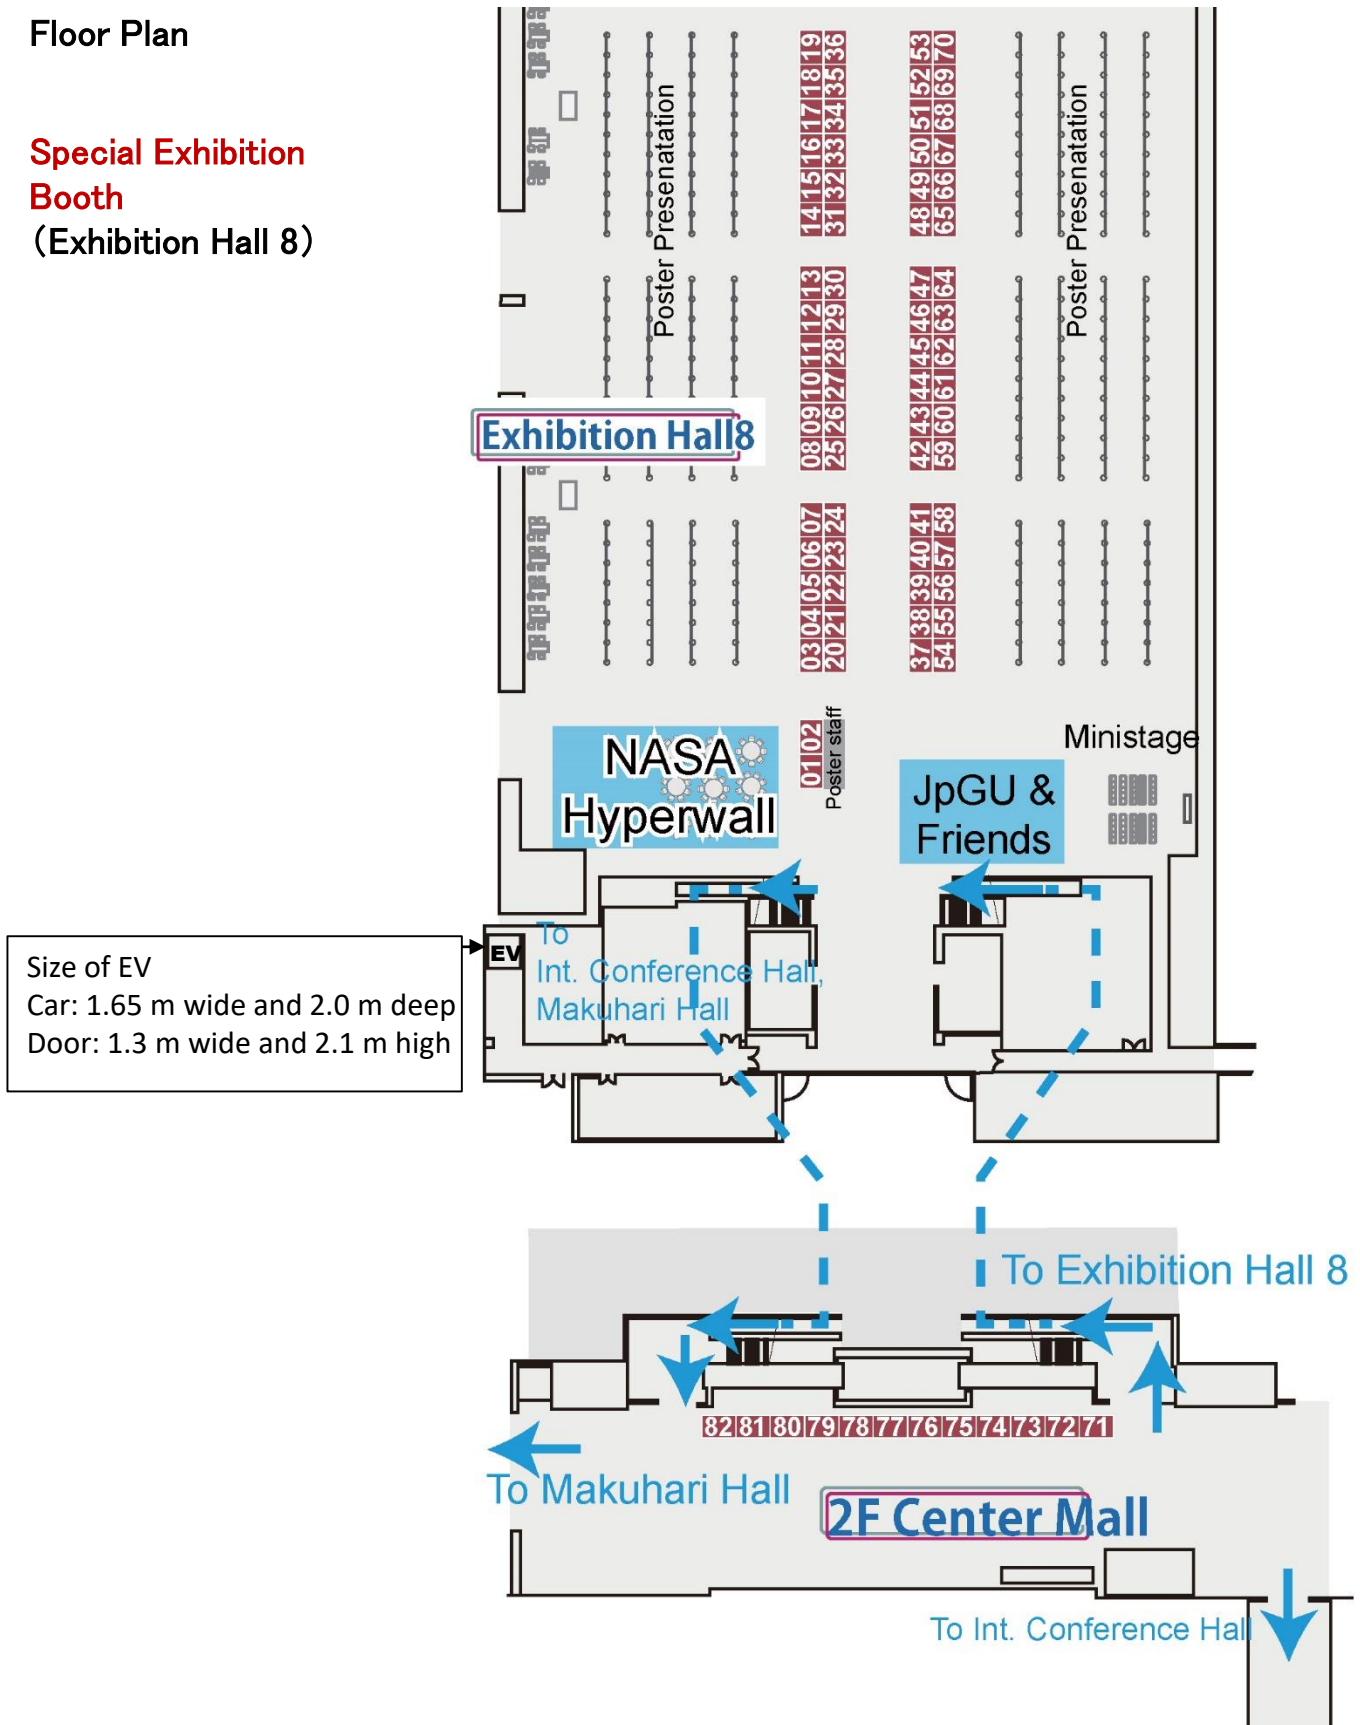 Floor Plan
Special Exhibition
Booth
（Exhibition Hall 8）
Poster Presenatation
Poster Presenatation
14 15 16 17 18 19
31 32 33 34 35 36
48 49 50 51 52 53
65 66 67 68 69 70
08 09 10 11 12 13
25 26 27 28 29 30
42 43 44 45 46 47
59 60 61 62 63 64
Exhibition Hall8
03 04 05 06 07
20 21 22 23 24
37 38 39 40 41
54 55 56 57 58
01 02
Poster staff
NASA
Hyperwall
JpGU &
Friends
Ministage
EV
Size of EV
Car: 1.65 m wide and 2.0 m deep
Door: 1.3 m wide and 2.1 m high
To
Int. Conference Hall,
Makuhari Hall
To Exhibition Hall 8
82 81 80 79 78 77 76 75 74 73 72 71
To Makuhari Hall
2F Center Mall
To Int. Conference Hall